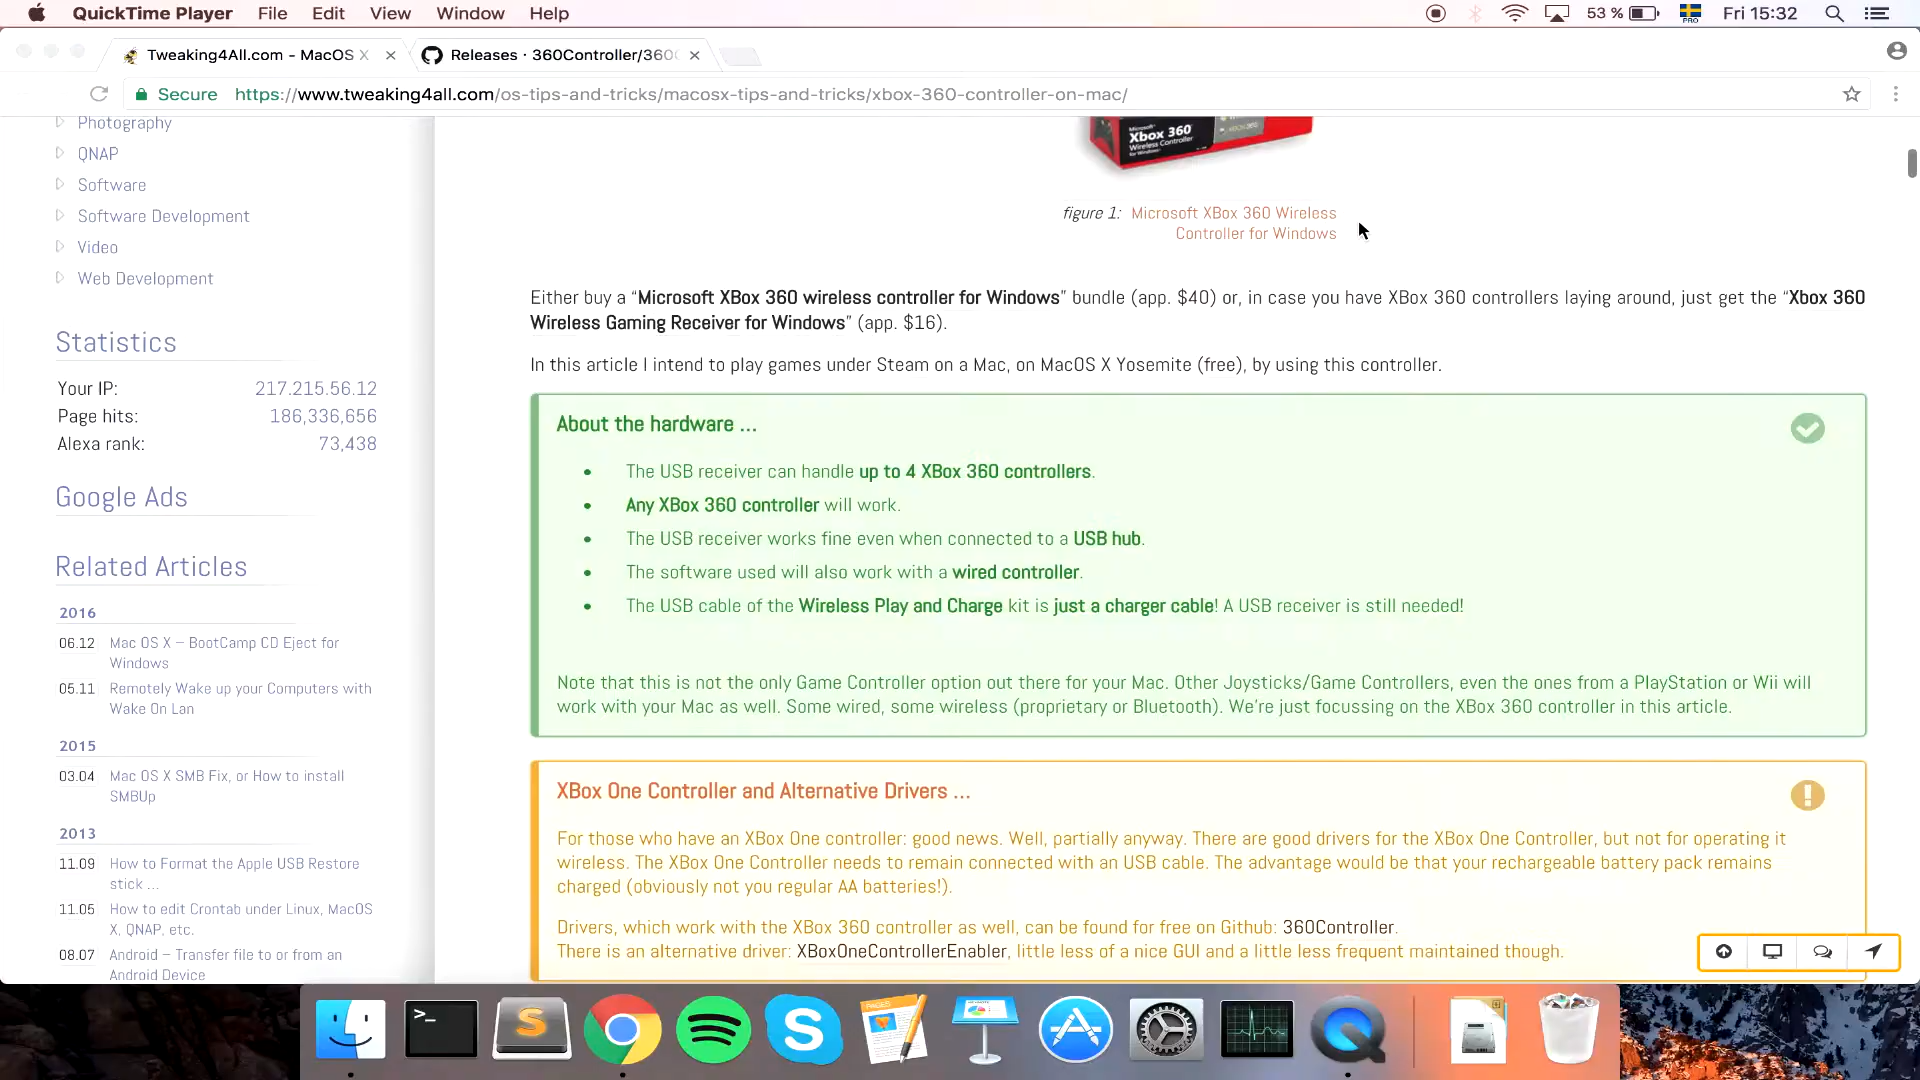 QuickTime Player File Edit View Window Help 53 % PRO Fri 15:32
Tweaking4All.com - MacOS X
Releases · 360Controller/360
Secure https://www.tweaking4all.com/os-tips-and-tricks/macosx-tips-and-tricks/xbox-360-controller-on-mac/
Photography
QNAP
Software
Software Development
Video
Web Development
Statistics
Your IP: 217.215.56.12
Page hits: 186,336,656
Alexa rank: 73,438
Google Ads
Related Articles
2016
06.12 Mac OS X – BootCamp CD Eject for
Windows
05.11 Remotely Wake up your Computers with
Wake On Lan
2015
03.04 Mac OS X SMB Fix, or How to install
SMBUp
2013
11.09 How to Format the Apple USB Restore
stick ...
11.05 How to edit Crontab under Linux, MacOS
X, QNAP, etc.
08.07 Android – Transfer file to or from an
Android Device
Microsoft
Xbox 360
Wireless Controller
for Windows
figure 1: Microsoft XBox 360 Wireless
Controller for Windows
Either buy a “Microsoft XBox 360 wireless controller for Windows” bundle (app. $40) or, in case you have XBox 360 controllers laying around, just get the “Xbox 360
Wireless Gaming Receiver for Windows” (app. $16).
In this article I intend to play games under Steam on a Mac, on MacOS X Yosemite (free), by using this controller.
About the hardware ...
• The USB receiver can handle up to 4 XBox 360 controllers.
• Any XBox 360 controller will work.
• The USB receiver works fine even when connected to a USB hub.
• The software used will also work with a wired controller.
• The USB cable of the Wireless Play and Charge kit is just a charger cable! A USB receiver is still needed!
Note that this is not the only Game Controller option out there for your Mac. Other Joysticks/Game Controllers, even the ones from a PlayStation or Wii will
work with your Mac as well. Some wired, some wireless (proprietary or Bluetooth). We're just focussing on the XBox 360 controller in this article.
XBox One Controller and Alternative Drivers ...
For those who have an XBox One controller: good news. Well, partially anyway. There are good drivers for the XBox One Controller, but not for operating it
wireless. The XBox One Controller needs to remain connected with an USB cable. The advantage would be that your rechargeable battery pack remains
charged (obviously not you regular AA batteries!).
Drivers, which work with the XBox 360 controller as well, can be found for free on Github: 360Controller.
There is an alternative driver: XBoxOneControllerEnabler, little less of a nice GUI and a little less frequent maintained though.